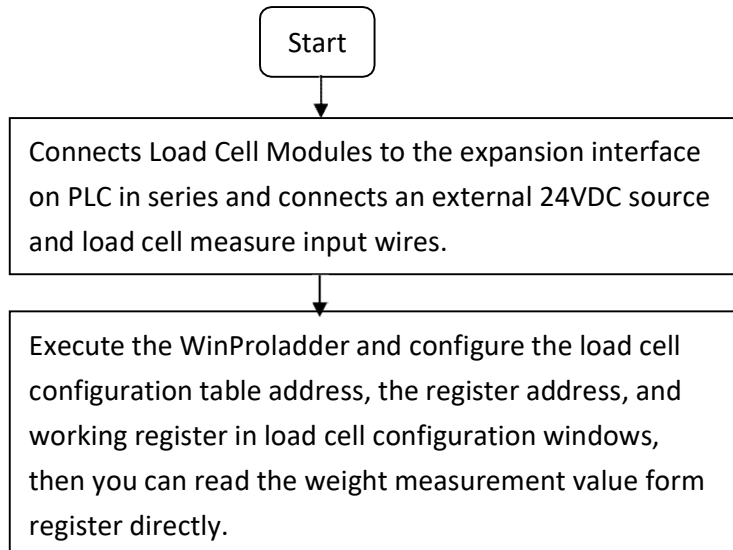 Start
Connects Load Cell Modules to the expansion interface
on PLC in series and connects an external 24VDC source
and load cell measure input wires.
Execute the WinProladder and configure the load cell
configuration table address, the register address, and
working register in load cell configuration windows,
then you can read the weight measurement value form
register directly.